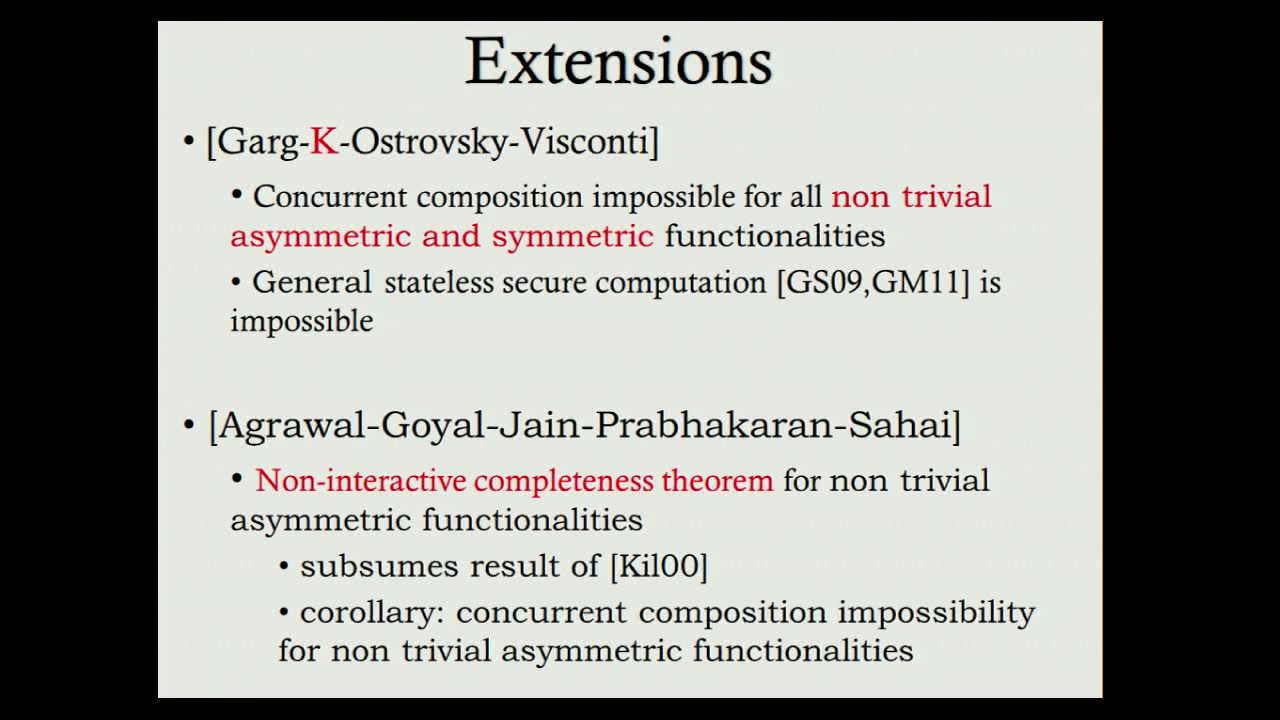 Extensions
• [Garg-K-Ostrovsky-Visconti]
• Concurrent composition impossible for all non trivial
asymmetric and symmetric functionalities
• General stateless secure computation [GS09,GM11] is
impossible
• [Agrawal-Goyal-Jain-Prabhakaran-Sahai]
• Non-interactive completeness theorem for non trivial
asymmetric functionalities
• subsumes result of [Kil00]
• corollary: concurrent composition impossibility
for non trivial asymmetric functionalities